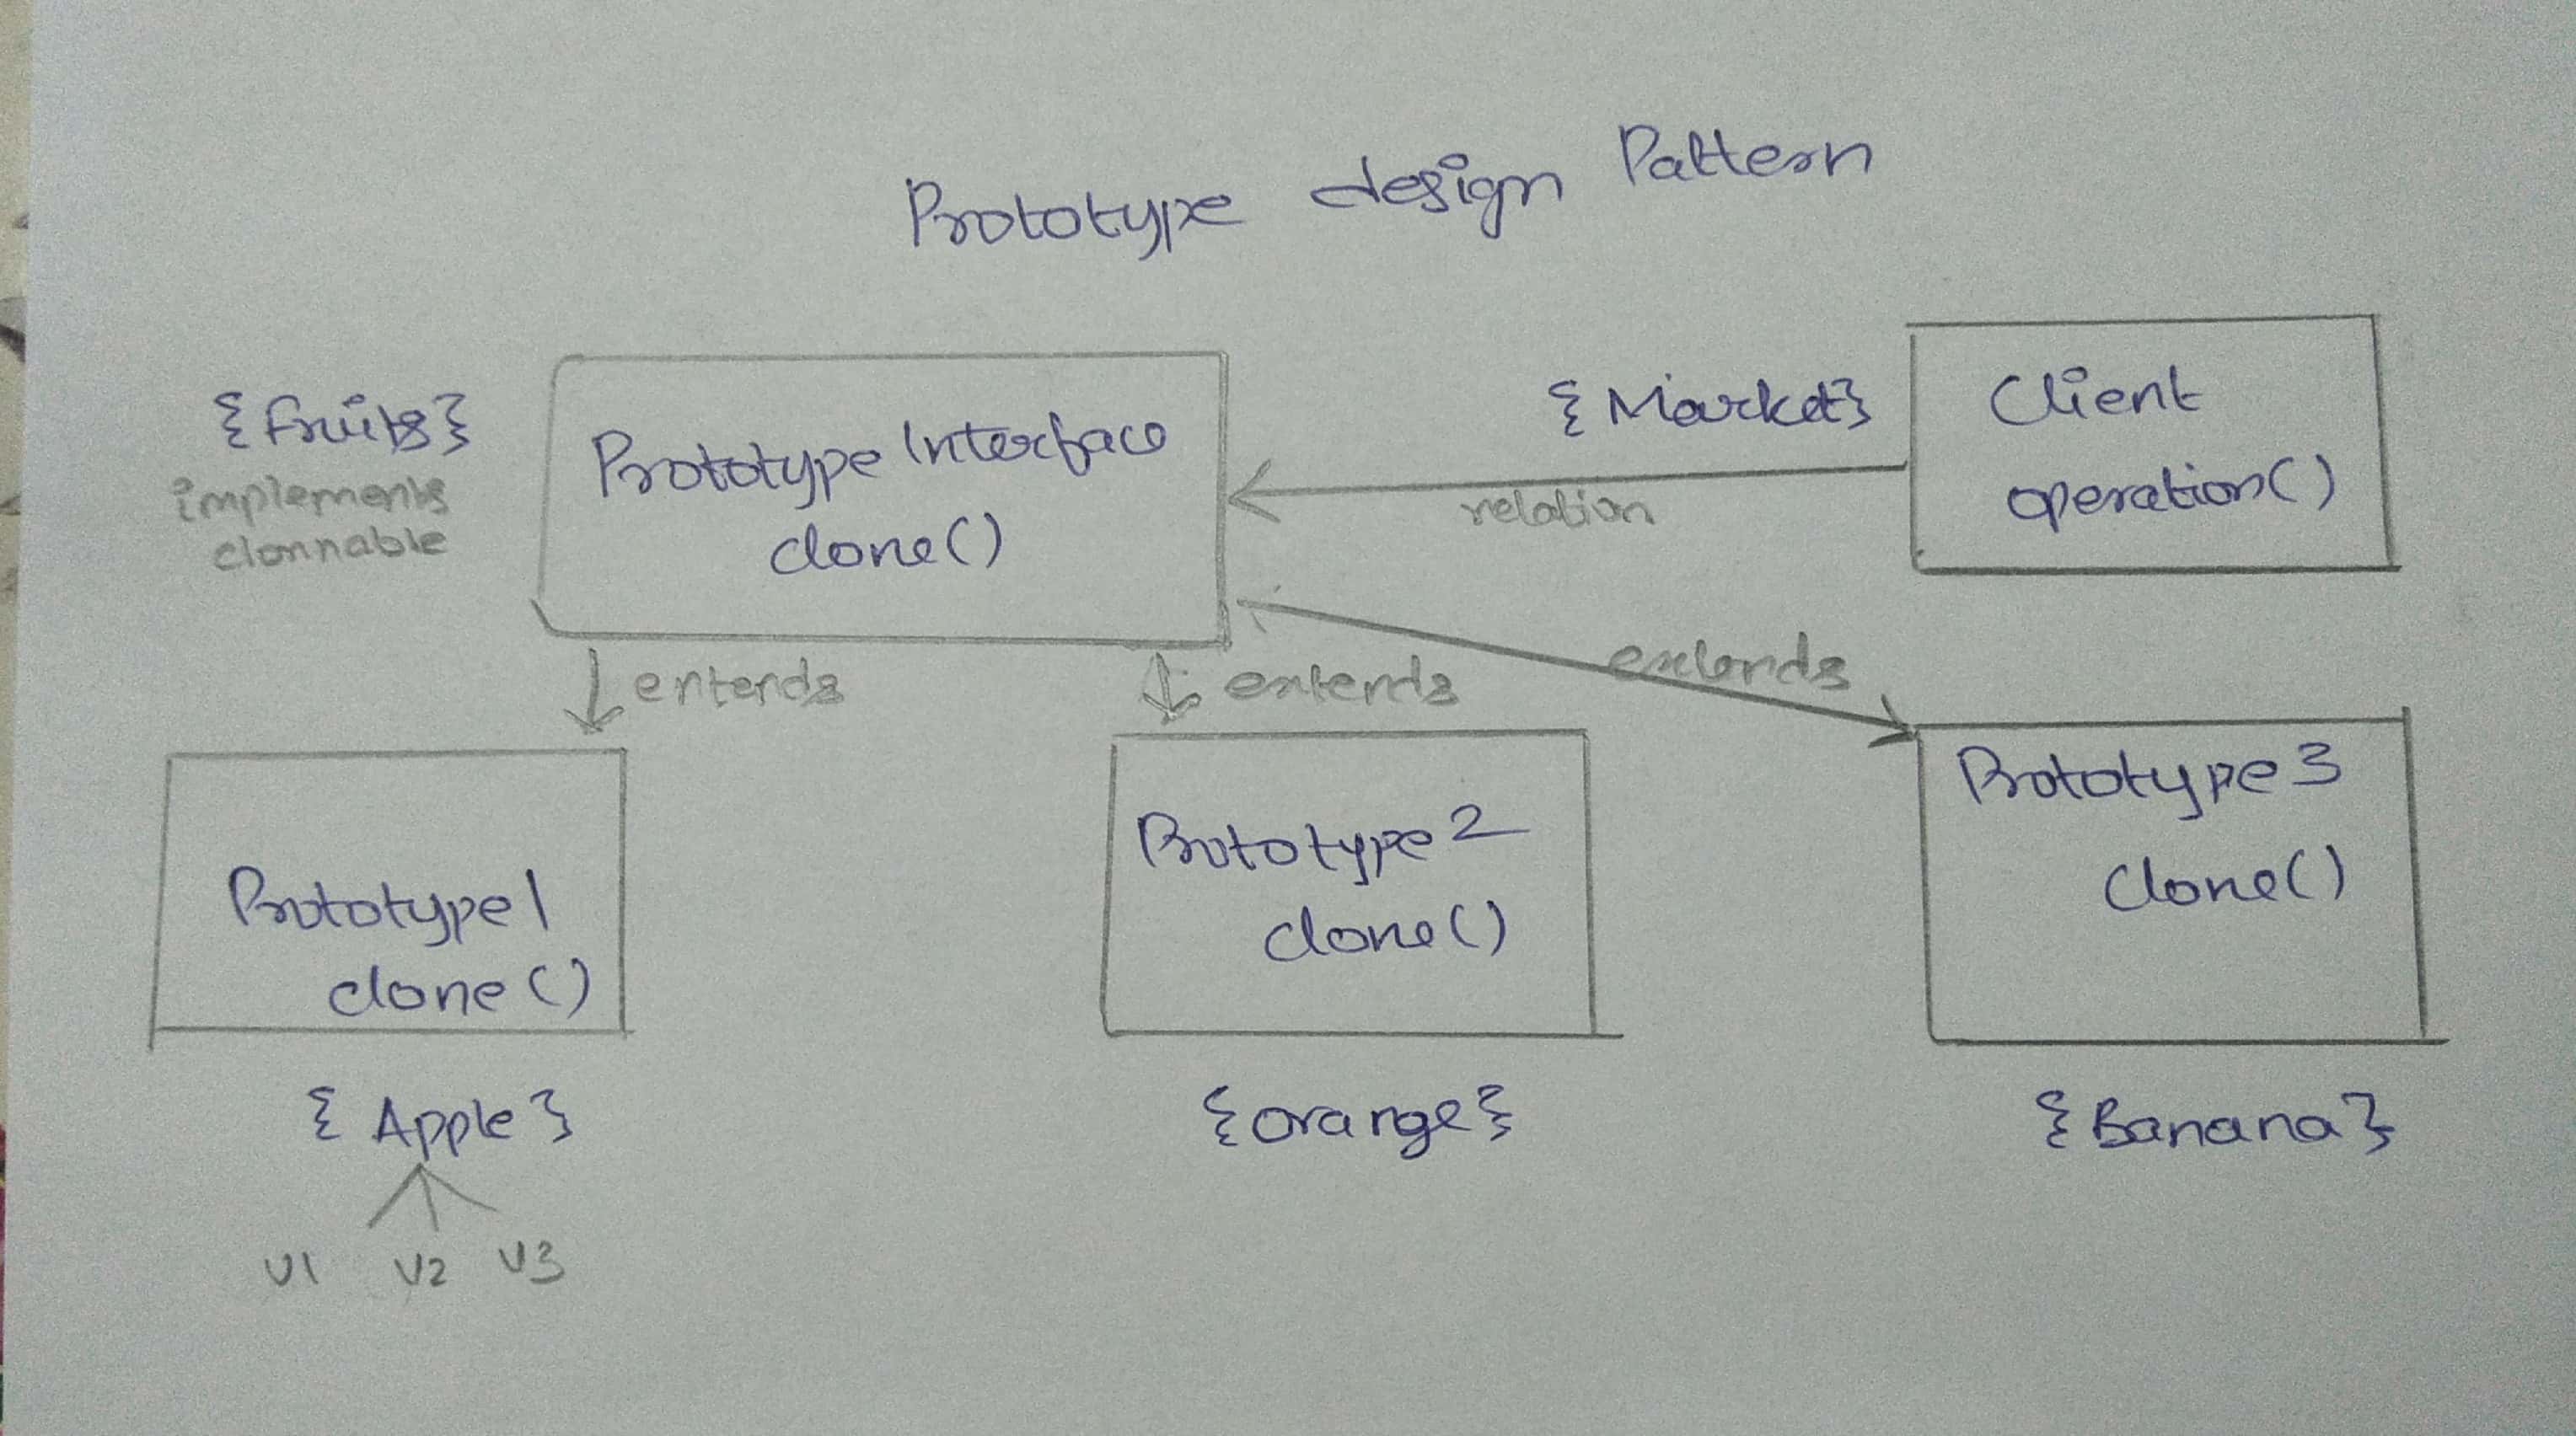 Prototype design Pattern
{fruits}
implements
clonnable
Prototype Interface
clone()
{Market}
relation
Client
operation()
extends
extends
extends
Prototype1
clone()
Prototype2
clone()
Prototype3
Clone()
{Apple}
{orange}
{Banana}
V1 V2 V3